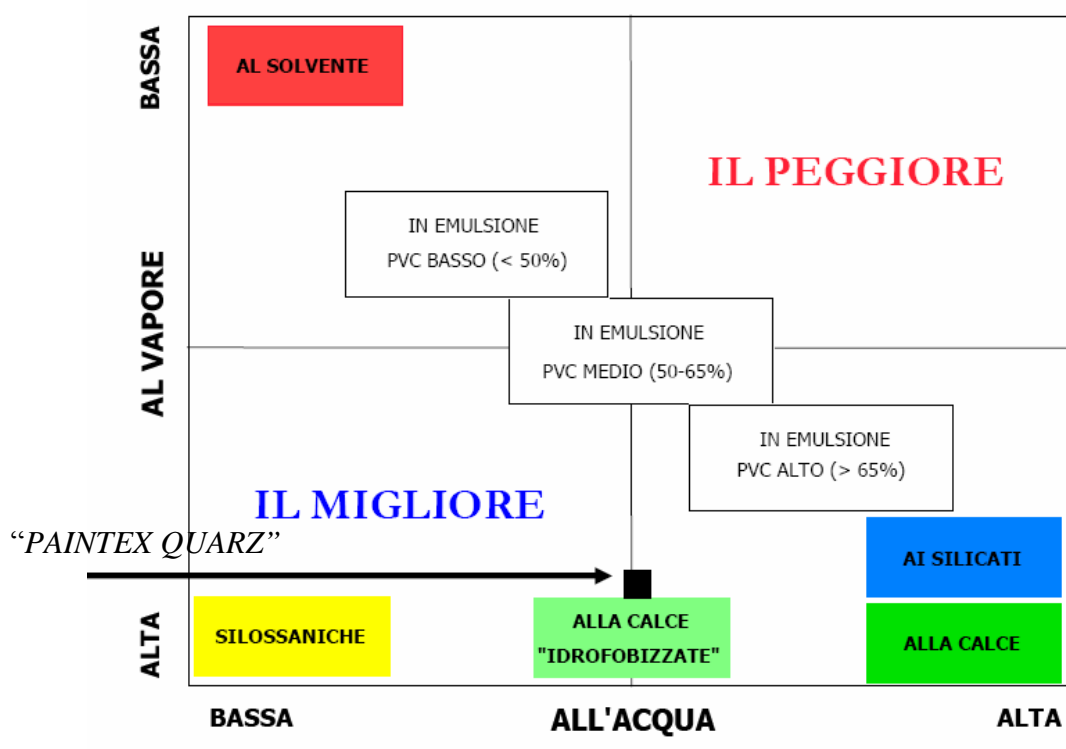 BASSA
AL SOLVENTE
IL PEGGIORE
IN EMULSIONE
PVC BASSO (< 50%)
AL VAPORE
IN EMULSIONE
PVC MEDIO (50-65%)
IN EMULSIONE
PVC ALTO (> 65%)
IL MIGLIORE
“PAINTEX QUARZ”
AI SILICATI
ALTA
SILOSSANICHE
ALLA CALCE
"IDROFOBIZZATE"
ALLA CALCE
BASSA
ALL'ACQUA
ALTA